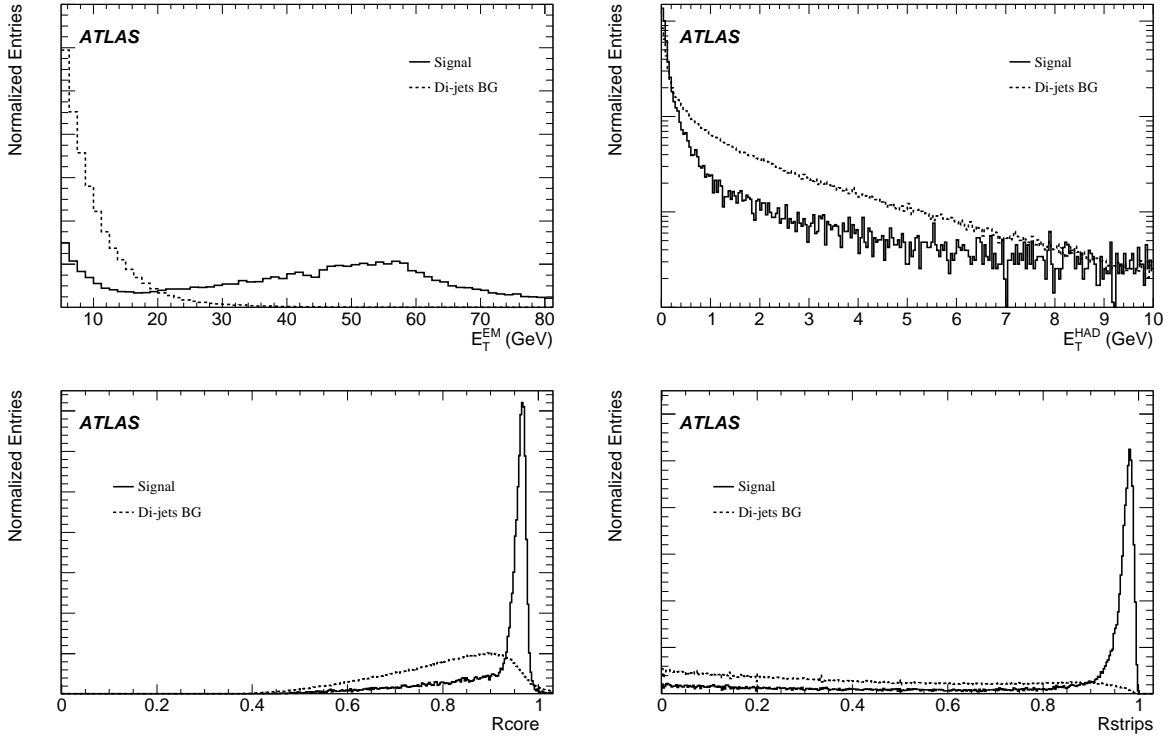 Normalized Entries
ATLAS
Signal
Di-jets BG
10 20 30 40 50 60 70 80
E_T^EM (GeV)
Normalized Entries
ATLAS
Signal
Di-jets BG
0 1 2 3 4 5 6 7 8 9 10
E_T^HAD (GeV)
Normalized Entries
ATLAS
Signal
Di-jets BG
0 0.2 0.4 0.6 0.8 1
Rcore
Normalized Entries
ATLAS
Signal
Di-jets BG
0 0.2 0.4 0.6 0.8 1
Rstrips